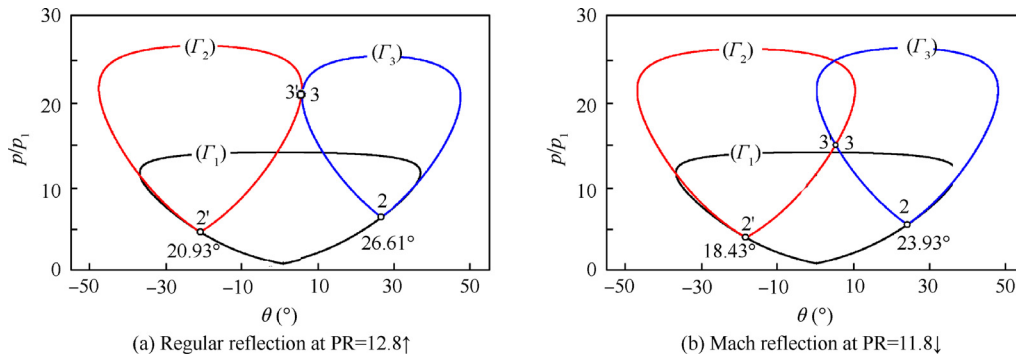 30
20
10
0
p/p₁
(Γ₂)
(Γ₃)
(Γ₁)
3' 3
2'
2
20.93°
26.61°
−50
−30
−10
10
30
50
θ (°)
(a) Regular reflection at PR=12.8↑
30
20
10
0
p/p₁
(Γ₂)
(Γ₃)
(Γ₁)
3' 3
2'
2
18.43°
23.93°
−50
−30
−10
10
30
50
θ (°)
(b) Mach reflection at PR=11.8↓